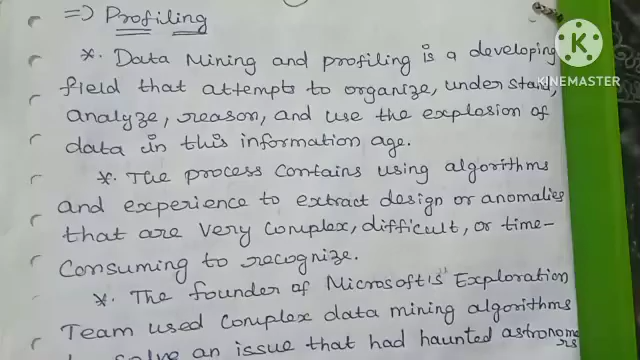 => Profiling
*. Data Mining and profiling is a developing
field that attempts to organize, understand,
analyze, reason, and use the explosion of
data in this information age.
*. The process contains using algorithms
and experience to extract design or anomalies
that are very complex, difficult, or time-
consuming to recognize.
*. The founder of Microsoft's Exploration
Team used complex data mining algorithms
solve an issue that had haunted astronomers
KINEMASTER